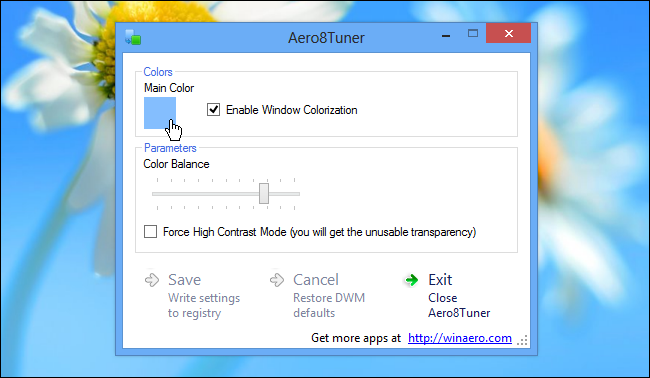 Aero8Tuner
Colors
Main Color
Enable Window Colorization
Parameters
Color Balance
Force High Contrast Mode (you will get the unusable transparency)
Save
Write settings
to registry
Cancel
Restore DWM
defaults
Exit
Close
Aero8Tuner
Get more apps at http://winaero.com